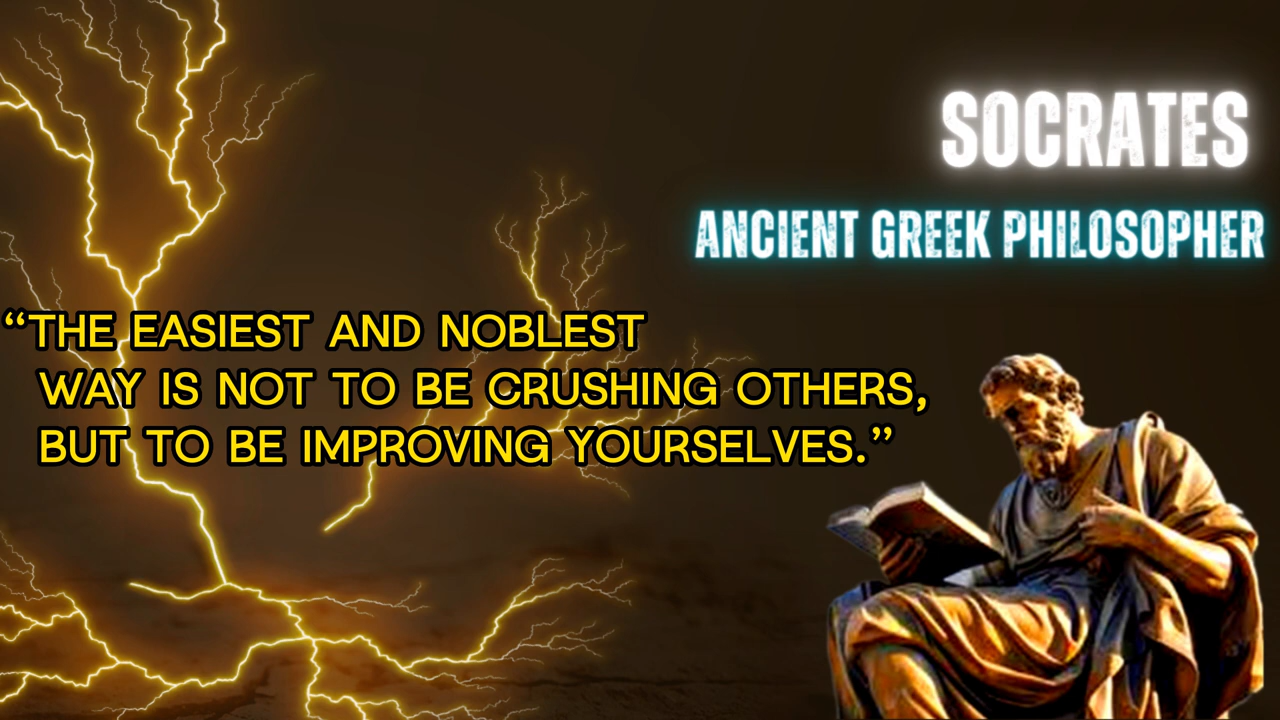 SOCRATES
ANCIENT GREEK PHILOSOPHER
“THE EASIEST AND NOBLEST
WAY IS NOT TO BE CRUSHING OTHERS,
BUT TO BE IMPROVING YOURSELVES.”